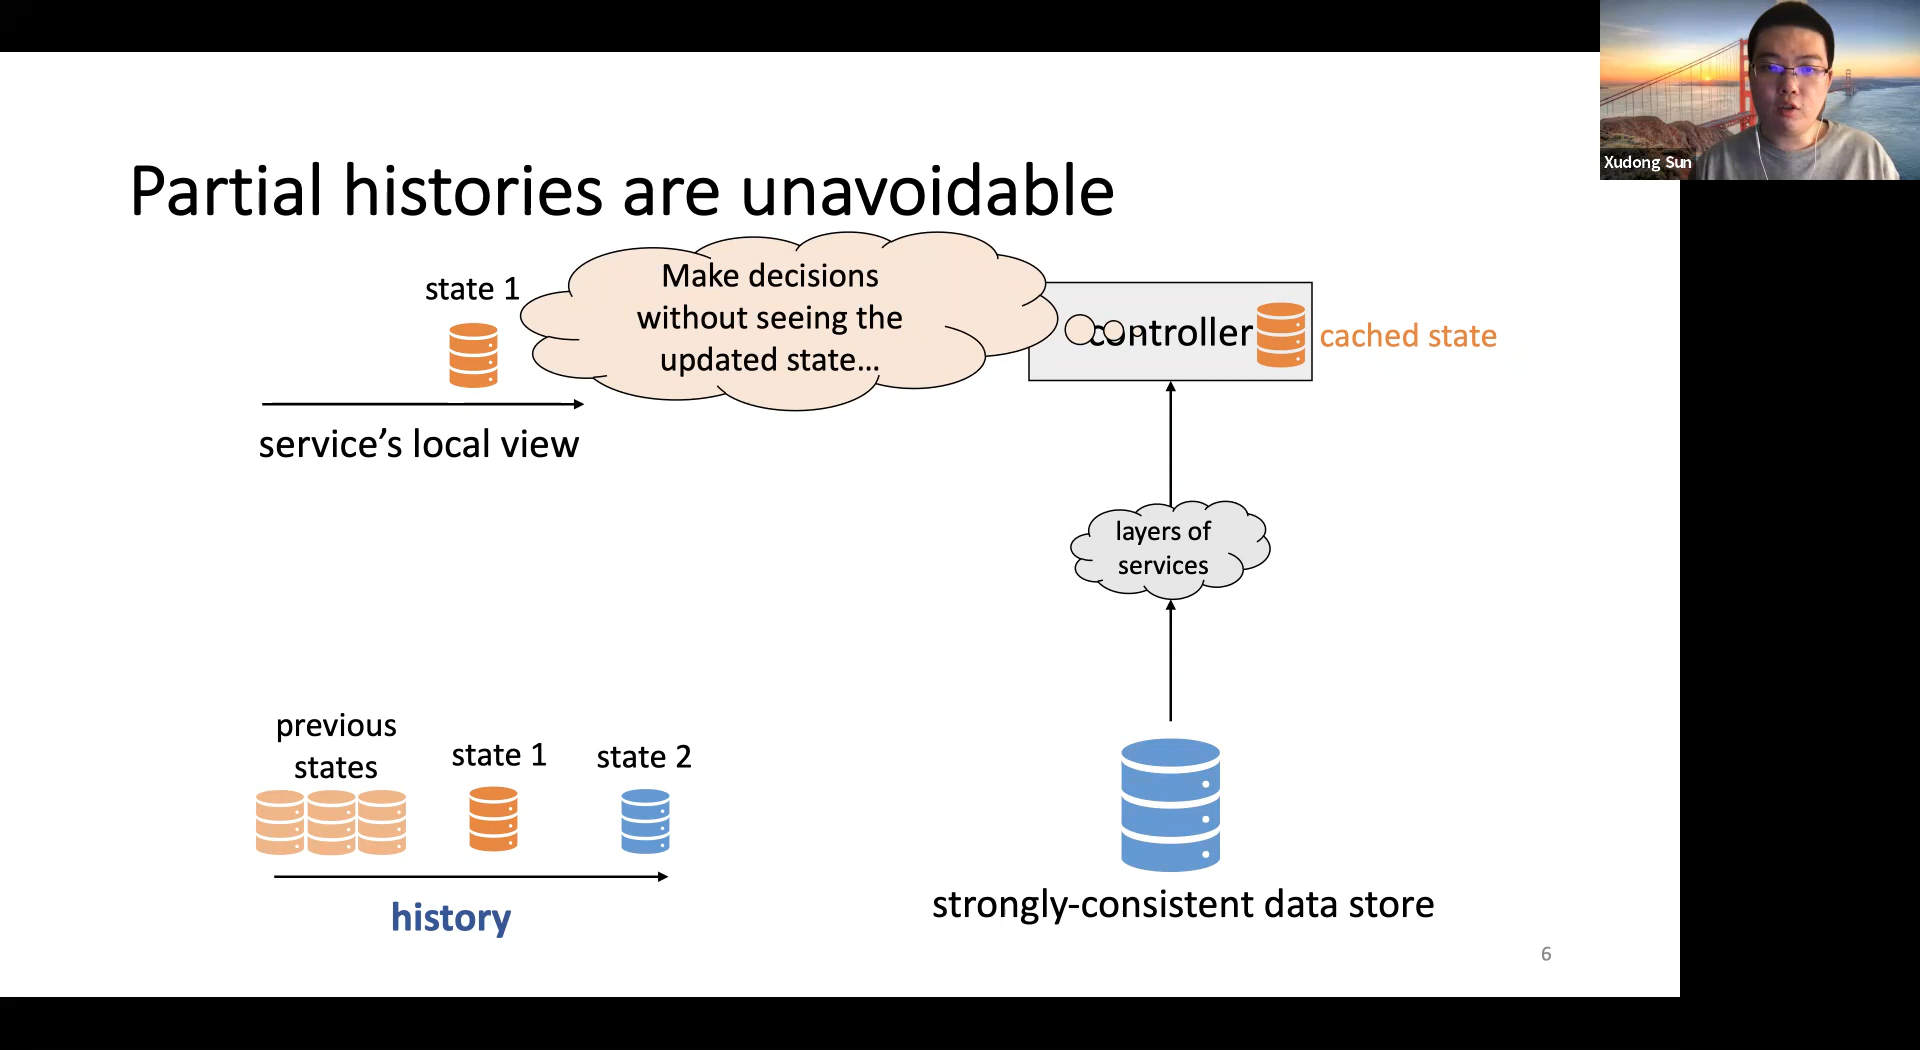 Xudong Sun
Partial histories are unavoidable
state 1
Make decisions
without seeing the
updated state...
controller
cached state
service's local view
layers of
services
previous
states
state 1
state 2
history
strongly-consistent data store
6